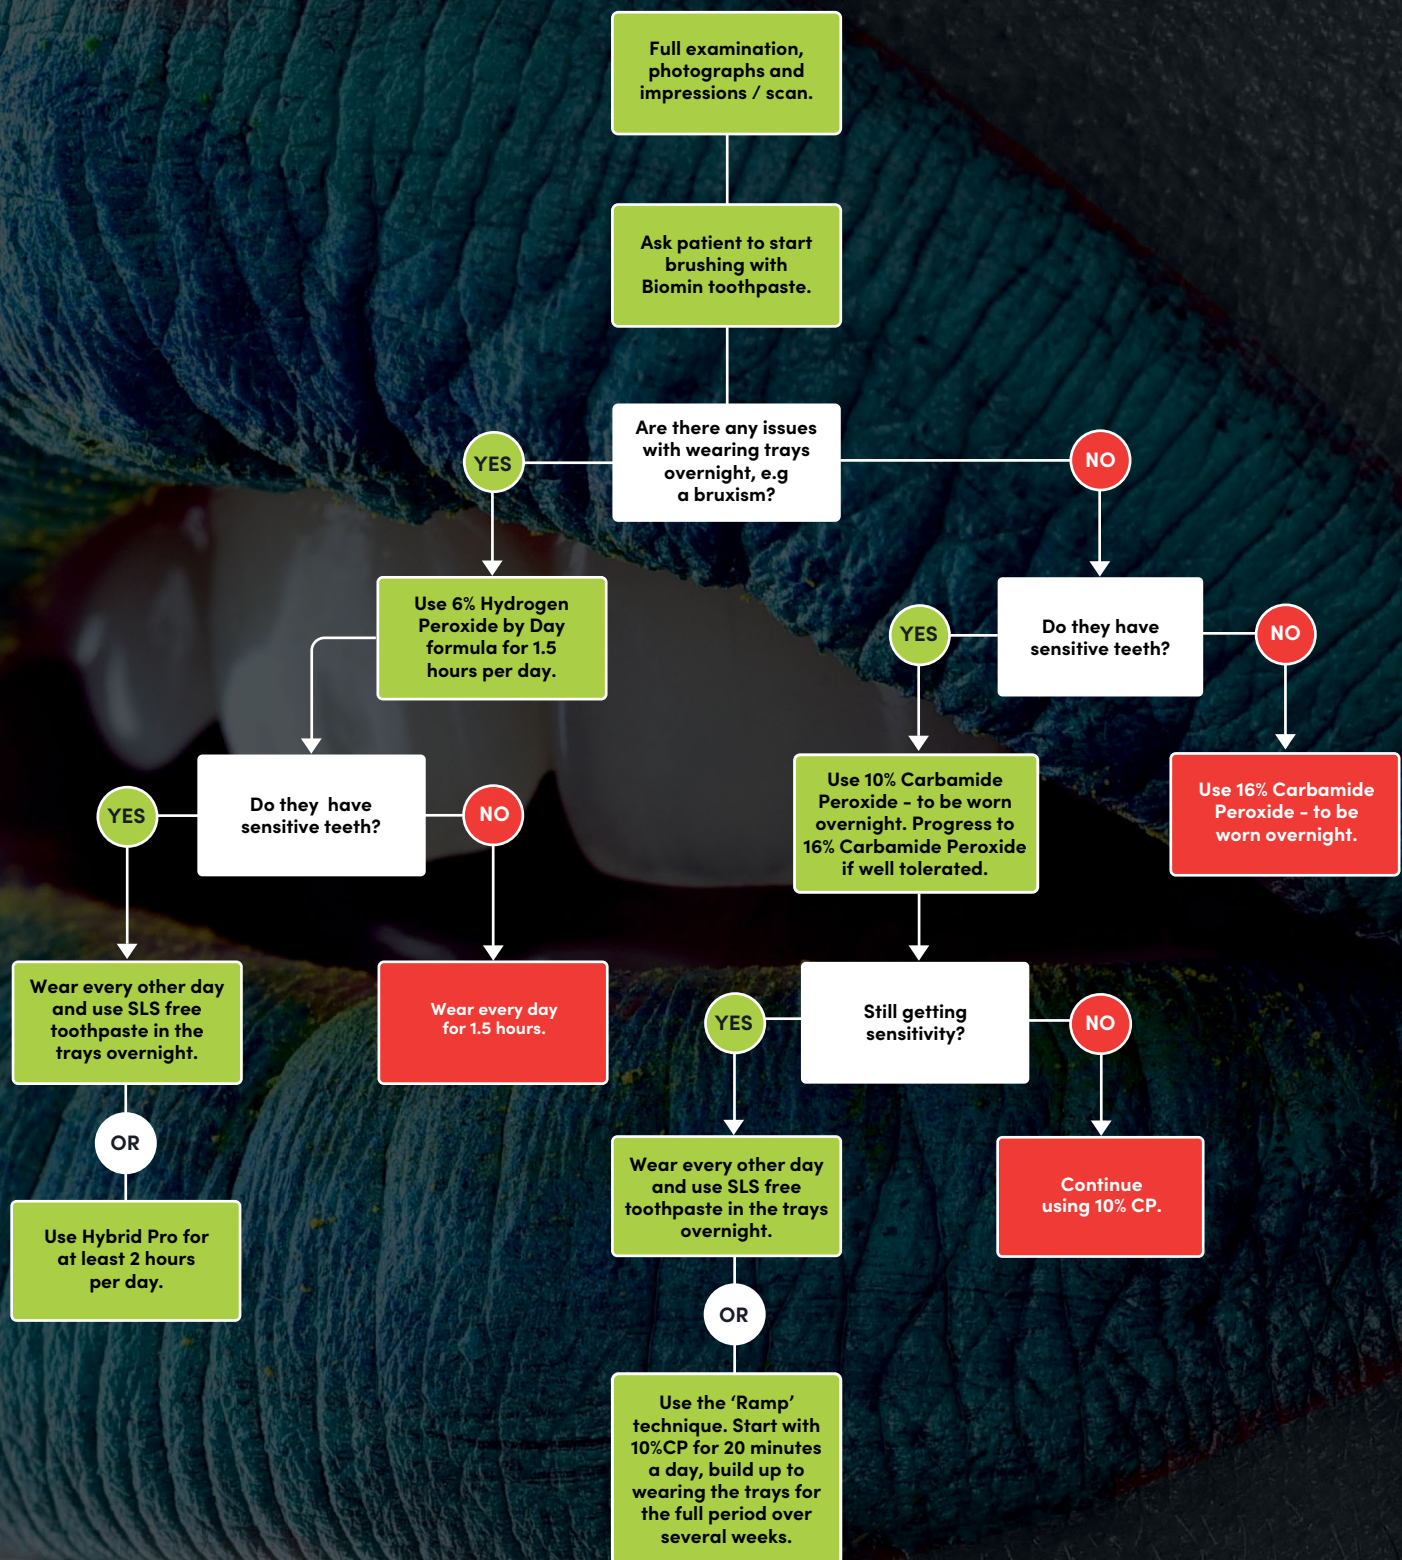 Full examination,
photographs and
impressions / scan.
Ask patient to start
brushing with
Biomin toothpaste.
Are there any issues
with wearing trays
overnight, e.g
a bruxism?
YES
NO
Use 6% Hydrogen
Peroxide by Day
formula for 1.5
hours per day.
YES
Do they have
sensitive teeth?
NO
YES
Do they have
sensitive teeth?
NO
Use 10% Carbamide
Peroxide - to be worn
overnight. Progress to
16% Carbamide Peroxide
if well tolerated.
Use 16% Carbamide
Peroxide - to be
worn overnight.
Wear every other day
and use SLS free
toothpaste in the
trays overnight.
Wear every day
for 1.5 hours.
YES
Still getting
sensitivity?
NO
OR
Use Hybrid Pro for
at least 2 hours
per day.
Wear every other day
and use SLS free
toothpaste in the trays
overnight.
Continue
using 10% CP.
OR
Use the ‘Ramp’
technique. Start with
10%CP for 20 minutes
a day, build up to
wearing the trays for
the full period over
several weeks.